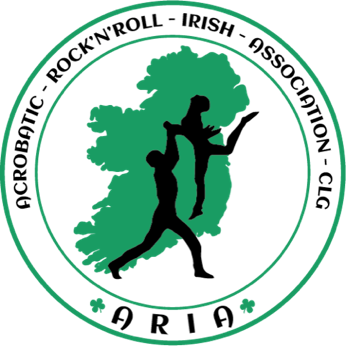 ACROBATIC - ROCK'N'ROLL - IRISH - ASSOCIATION - CLG
ARIA